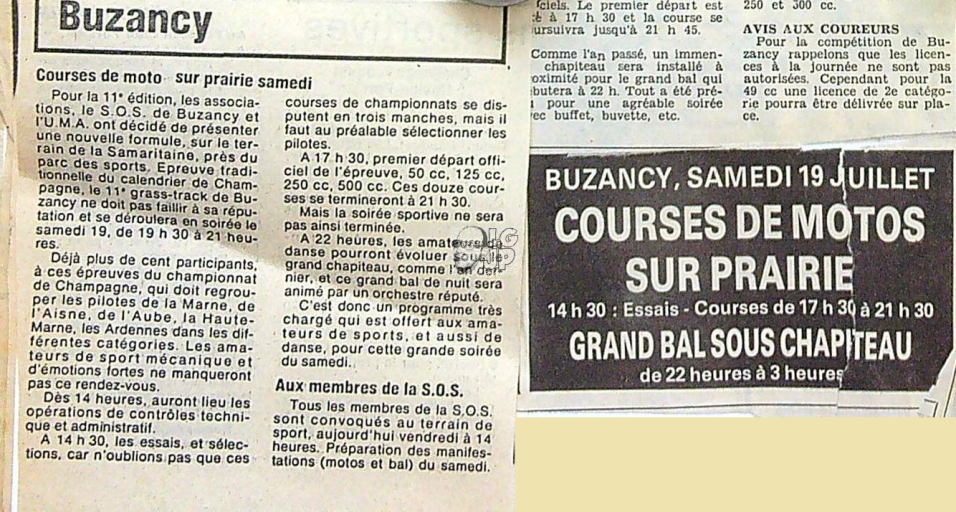 Buzancy
Courses de moto sur prairie samedi
Pour la 11e édition, les associa-
tions, le S.O.S. de Buzancy et
l'U.M.A. ont décidé de présenter
une nouvelle formule, sur le ter-
rain de la Samaritaine, près du
parc des sports. Epreuve tradi-
tionnelle du calendrier de Cham-
pagne, le 11e grass-track de Bu-
zancy ne doit pas faillir à sa répu-
tation et se déroulera en soirée le
samedi 19, de 19 h 30 à 21 heu-
res.
Déjà plus de cent participants,
à ces épreuves du championnat
de Champagne, qui doit regrou-
per les pilotes de la Marne, de
l'Aisne, de l'Aube, la Haute-
Marne, les Ardennes dans les dif-
férentes catégories. Les ama-
teurs de sport mécanique et
d'émotions fortes ne manqueront
pas ce rendez-vous.
Dès 14 heures, auront lieu les
opérations de contrôles techni-
que et administratif.
A 14 h 30, les essais, et sélec-
tions, car n'oublions pas que ces
courses de championnats se dis-
putent en trois manches, mais il
faut au préalable sélectionner les
pilotes.
A 17 h 30, premier départ offi-
ciel de l'épreuve, 50 cc, 125 cc,
250 cc, 500 cc. Ces douze cour-
ses se termineront à 21 h 30.
Mais la soirée sportive ne sera
pas ainsi terminée.
A 22 heures, les amateurs de
danse pourront évoluer sous le
grand chapiteau, comme l'an der-
nier, et ce grand bal de nuit sera
animé par un orchestre réputé.
C'est donc un programme très
chargé qui est offert aux ama-
teurs de sports, et aussi de
danse, pour cette grande soirée
du samedi.
Aux membres de la S.O.S.
Tous les membres de la S.O.S.
sont convoqués au terrain de
sport, aujourd'hui vendredi à 14
heures. Préparation des manifes-
tations (motos et bal) du samedi.
ciels. Le premier départ est
à 17 h 30 et la course se
ursuivra jusqu'à 21 h 45.
Comme l'an passé, un immen-
chapiteau sera installé à
oximité pour le grand bal qui
butera à 22 h. Tout a été pré-
pour une agréable soirée
ec buffet, buvette, etc.
250 et 300 cc.
AVIS AUX COUREURS
Pour la compétition de Bu-
zancy rappelons que les licen-
ces à la journée ne sont pas
autorisées. Cependant pour la
49 cc une licence de 2e catégo-
rie pourra être délivrée sur pla-
ce.
BUZANCY, SAMEDI 19 JUILLET
COURSES DE MOTOS
SUR PRAIRIE
14 h 30 : Essais - Courses de 17 h 30 à 21 h 30
GRAND BAL SOUS CHAPITEAU
de 22 heures à 3 heures